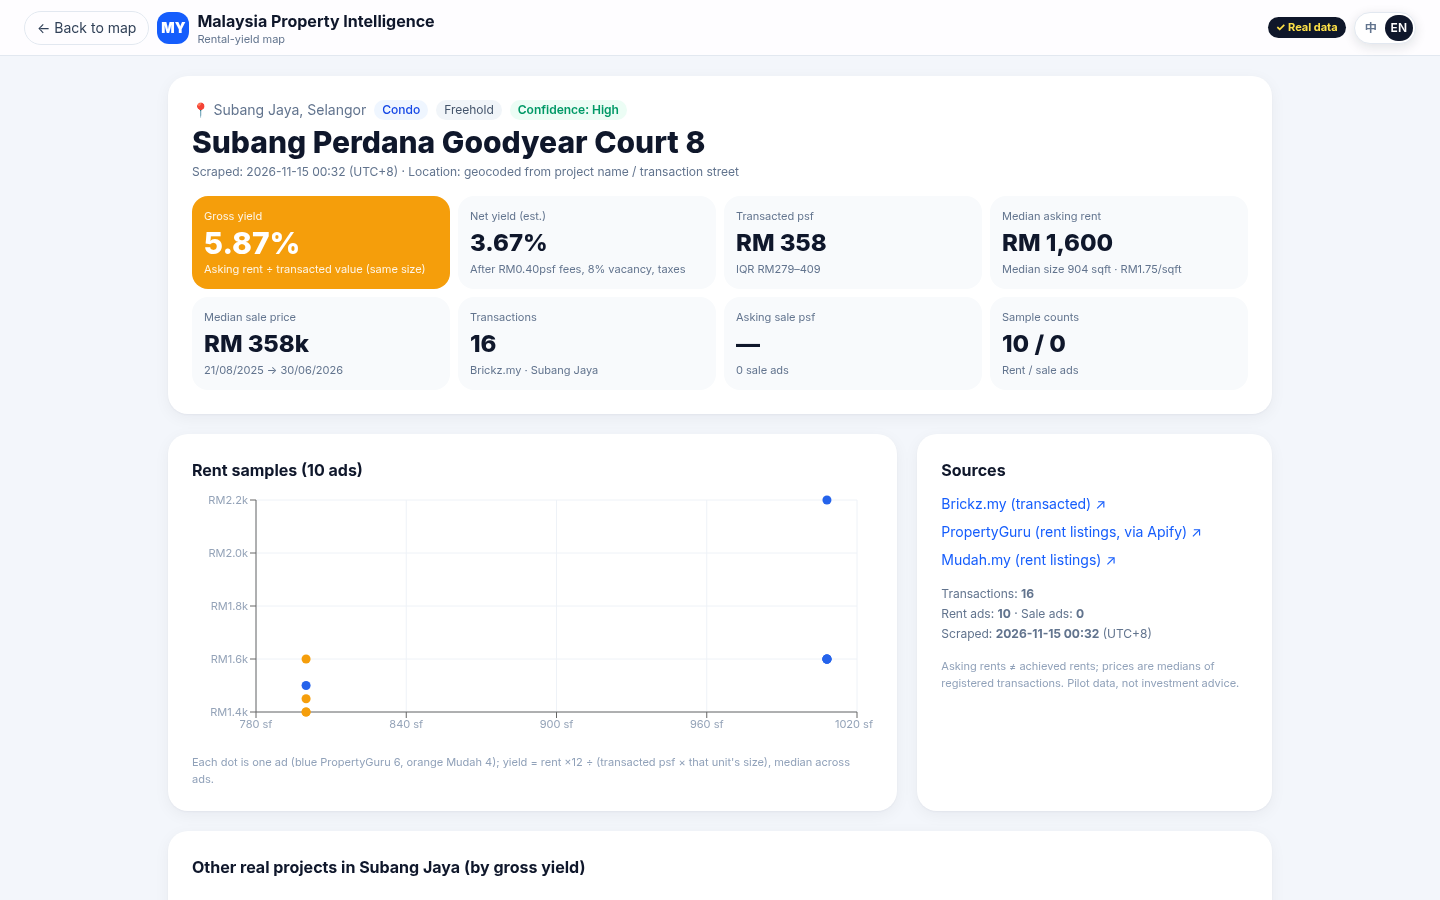 ← Back to map
MY
Malaysia Property Intelligence
Rental-yield map
✓ Real data
中 EN
📍 Subang Jaya, Selangor Condo Freehold Confidence: High
Subang Perdana Goodyear Court 8
Scraped: 2026-11-15 00:32 (UTC+8) · Location: geocoded from project name / transaction street
Gross yield
5.87%
Asking rent ÷ transacted value (same size)
Net yield (est.)
3.67%
After RM0.40psf fees, 8% vacancy, taxes
Transacted psf
RM 358
IQR RM279–409
Median asking rent
RM 1,600
Median size 904 sqft · RM1.75/sqft
Median sale price
RM 358k
21/08/2025 → 30/06/2026
Transactions
16
Brickz.my · Subang Jaya
Asking sale psf
—
0 sale ads
Sample counts
10 / 0
Rent / sale ads
Rent samples (10 ads)
RM2.2k
RM2.0k
RM1.8k
RM1.6k
RM1.4k
780 sf 840 sf 900 sf 960 sf 1020 sf
Each dot is one ad (blue PropertyGuru 6, orange Mudah 4); yield = rent ×12 ÷ (transacted psf × that unit's size), median across
ads.
Sources
Brickz.my (transacted) ↗
PropertyGuru (rent listings, via Apify) ↗
Mudah.my (rent listings) ↗
Transactions: 16
Rent ads: 10 · Sale ads: 0
Scraped: 2026-11-15 00:32 (UTC+8)
Asking rents ≠ achieved rents; prices are medians of
registered transactions. Pilot data, not investment advice.
Other real projects in Subang Jaya (by gross yield)